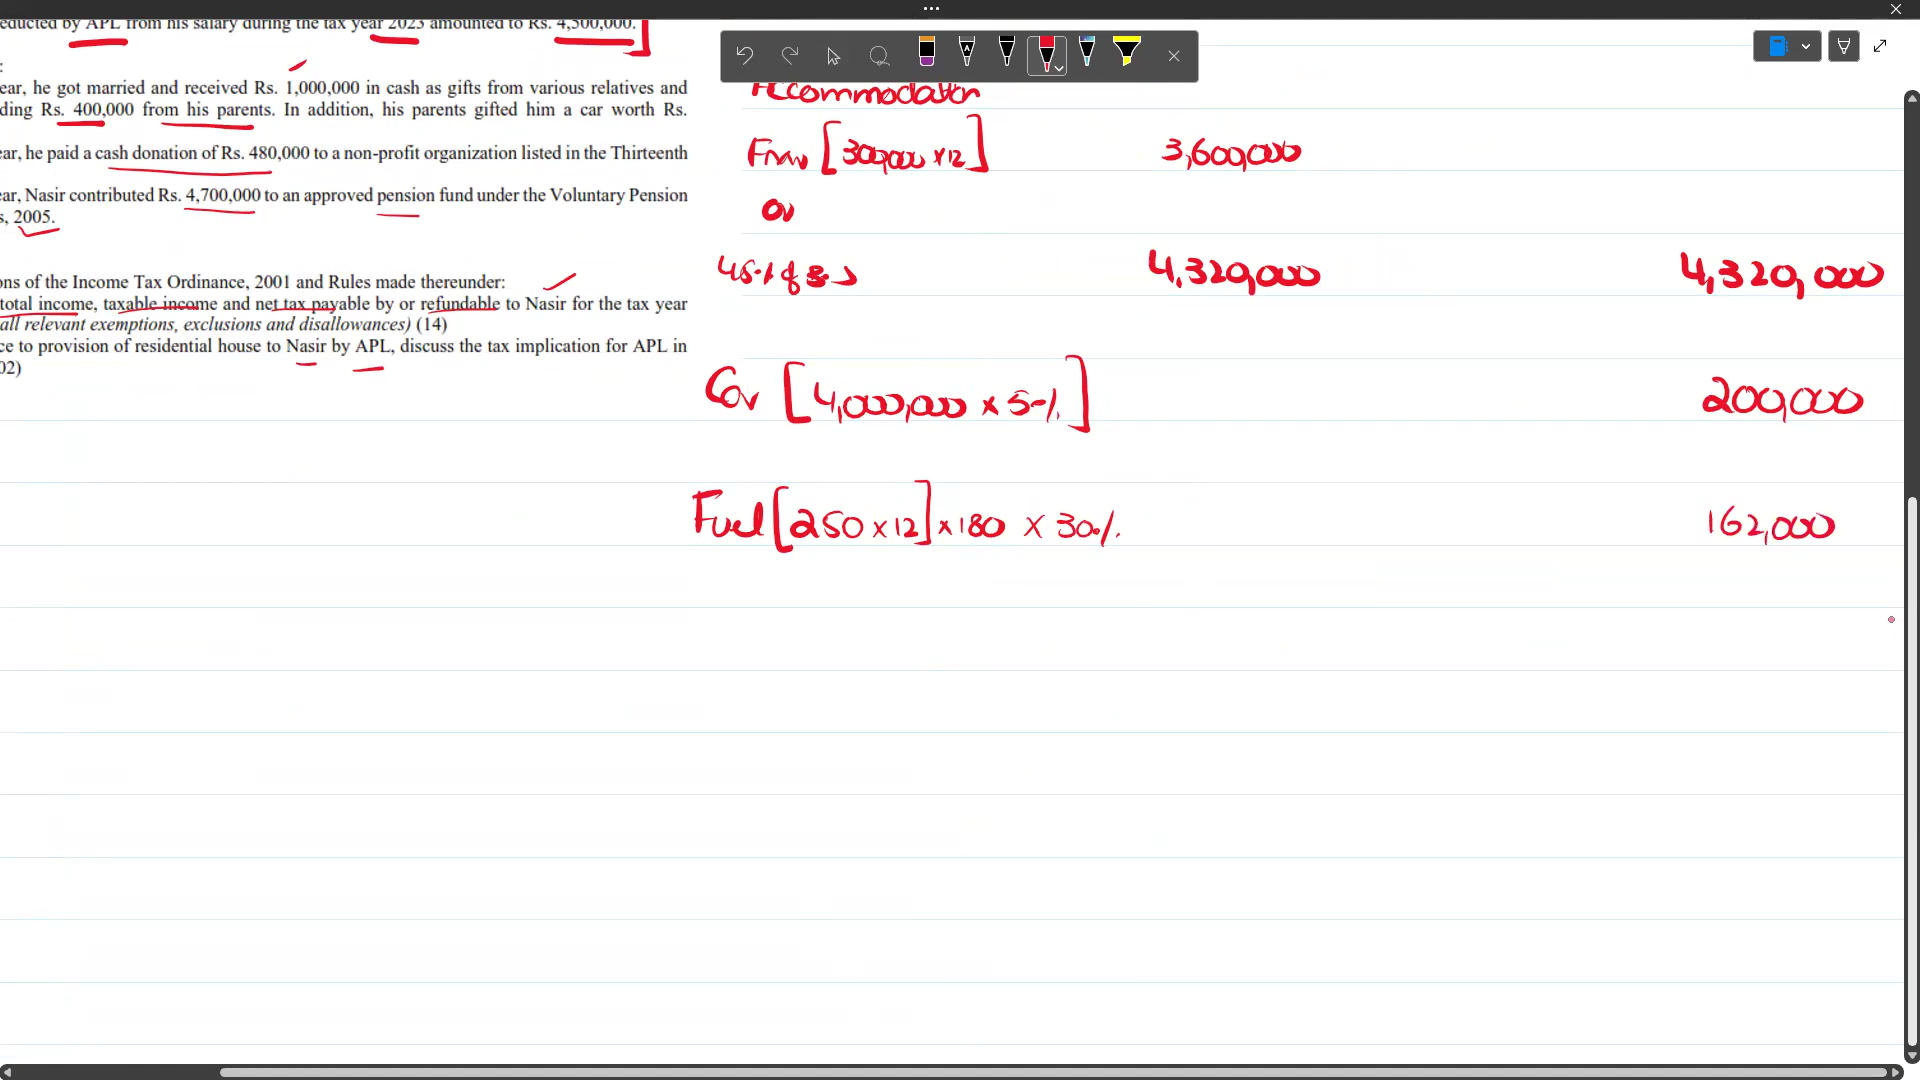 educted by APL from his salary during the tax year 2023 amounted to Rs. 4,500,000.
:
ear, he got married and received Rs. 1,000,000 in cash as gifts from various relatives and
ding Rs. 400,000 from his parents. In addition, his parents gifted him a car worth Rs.
ear, he paid a cash donation of Rs. 480,000 to a non-profit organization listed in the Thirteenth
ear, Nasir contributed Rs. 4,700,000 to an approved pension fund under the Voluntary Pension
s, 2005.
ons of the Income Tax Ordinance, 2001 and Rules made thereunder:
total income, taxable income and net tax payable by or refundable to Nasir for the tax year
all relevant exemptions, exclusions and disallowances) (14)
ce to provision of residential house to Nasir by APL, discuss the tax implication for APL in
02)
Accommodation
[300,000 x 12] 3,600,000
or
45% of 4,320,000 4,320,000
Car [4,000,000 x 5%] 200,000
Fuel [250 x 12] x 180 x 30% 162,000